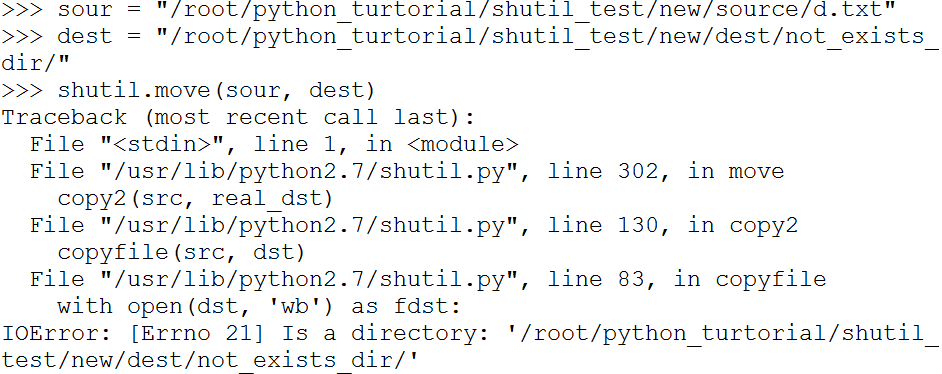 >>> sour = "/root/python_turtorial/shutil_test/new/source/d.txt"
>>> dest = "/root/python_turtorial/shutil_test/new/dest/not_exists_
dir/"
>>> shutil.move(sour, dest)
Traceback (most recent call last):
  File "<stdin>", line 1, in <module>
  File "/usr/lib/python2.7/shutil.py", line 302, in move
    copy2(src, real_dst)
  File "/usr/lib/python2.7/shutil.py", line 130, in copy2
    copyfile(src, dst)
  File "/usr/lib/python2.7/shutil.py", line 83, in copyfile
    with open(dst, 'wb') as fdst:
IOError: [Errno 21] Is a directory: '/root/python_turtorial/shutil_
test/new/dest/not_exists_dir/'